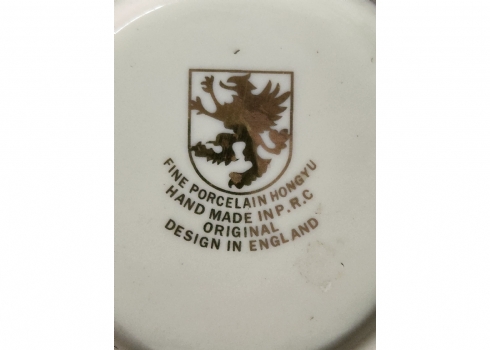 FINE PORCELAIN HONGYU
HAND MADE IN P.R.C
ORIGINAL
DESIGN IN ENGLAND